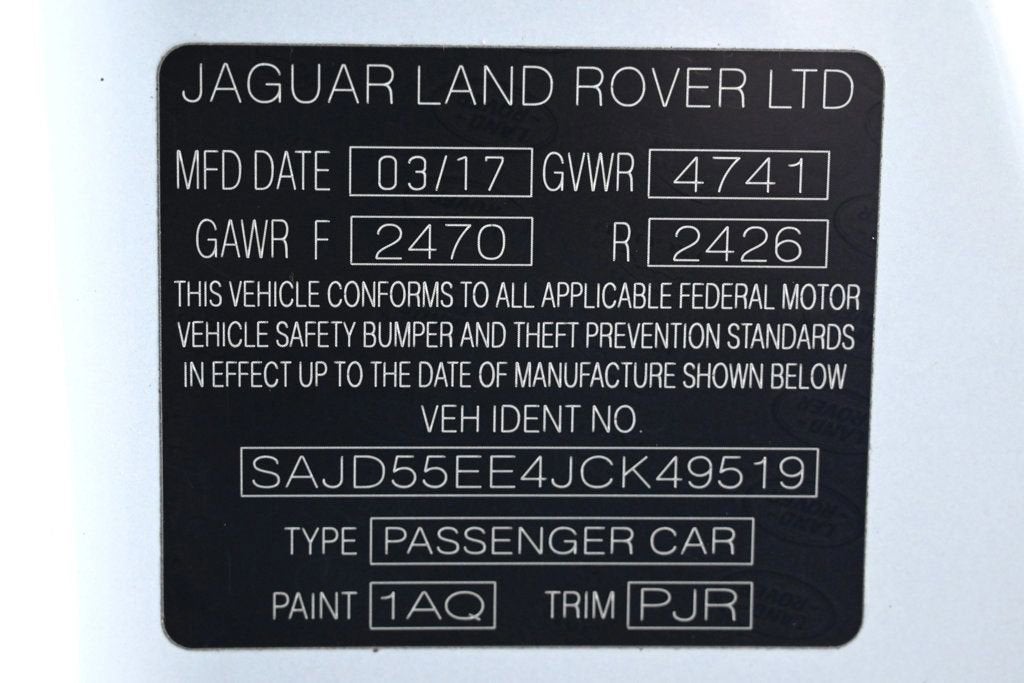 JAGUAR LAND ROVER LTD
MFD DATE 03/17 GVWR 4741
GAWR F 2470 R 2426
THIS VEHICLE CONFORMS TO ALL APPLICABLE FEDERAL MOTOR
VEHICLE SAFETY BUMPER AND THEFT PREVENTION STANDARDS
IN EFFECT UP TO THE DATE OF MANUFACTURE SHOWN BELOW
VEH IDENT NO.
SAJD55EE4JCK49519
TYPE PASSENGER CAR
PAINT 1AQ TRIM PJR